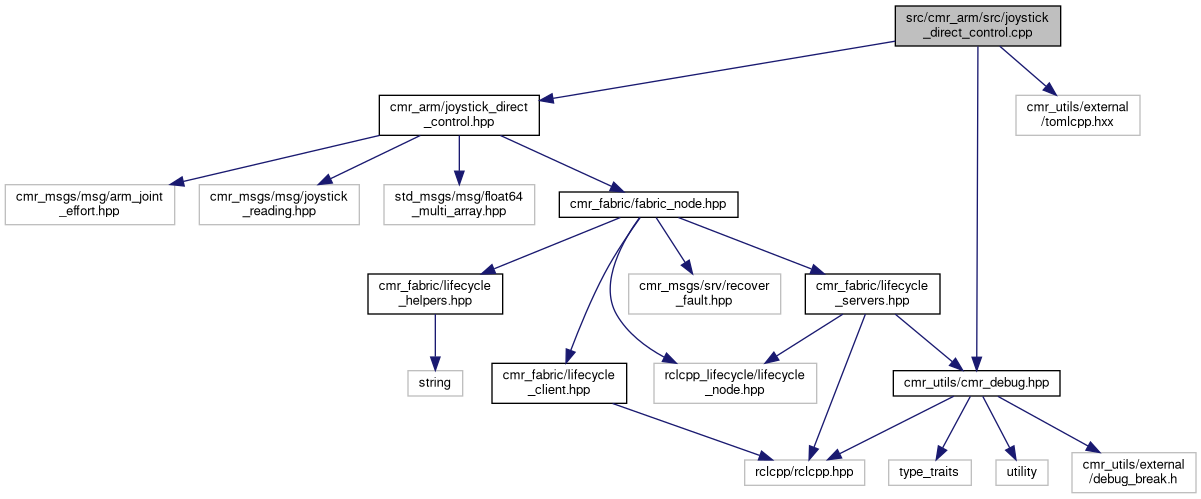 src/cmr_arm/src/joystick
_direct_control.cpp
cmr_arm/joystick_direct
_control.hpp
cmr_utils/external
/tomlcpp.hxx
cmr_msgs/msg/arm_joint
_effort.hpp
cmr_msgs/msg/joystick
_reading.hpp
std_msgs/msg/float64
_multi_array.hpp
cmr_fabric/fabric_node.hpp
cmr_fabric/lifecycle
_helpers.hpp
cmr_msgs/srv/recover
_fault.hpp
cmr_fabric/lifecycle
_servers.hpp
string
cmr_fabric/lifecycle
_client.hpp
rclcpp_lifecycle/lifecycle
_node.hpp
cmr_utils/cmr_debug.hpp
rclcpp/rclcpp.hpp
type_traits
utility
cmr_utils/external
/debug_break.h